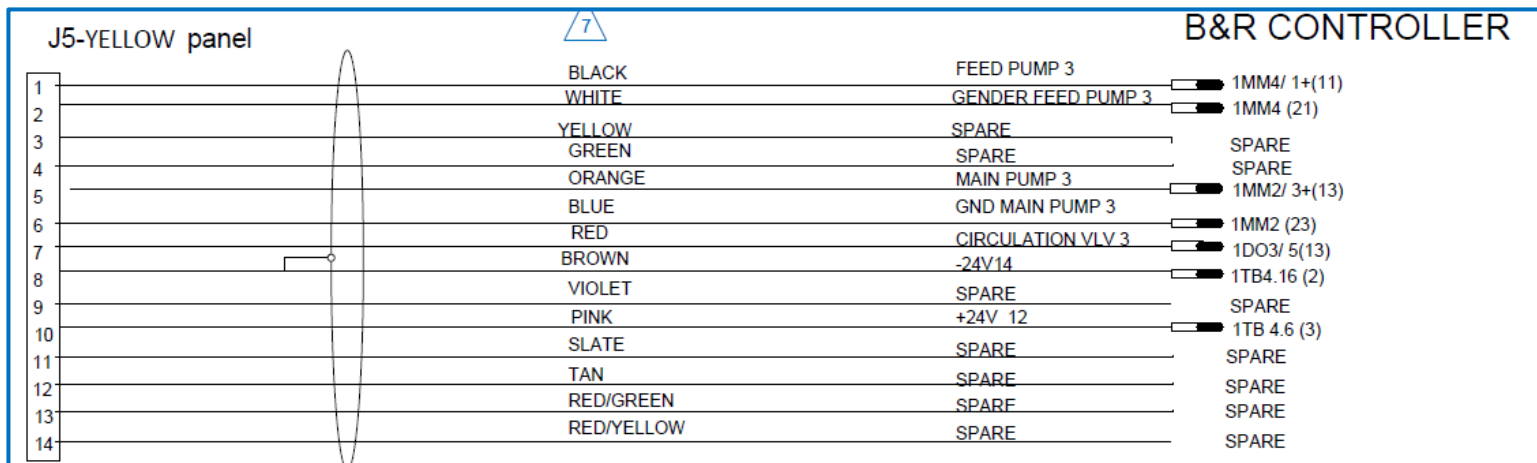 J5-YELLOW panel
7
B&R CONTROLLER
1 BLACK FEED PUMP 3 1MM4/ 1+(11)
2 WHITE GENDER FEED PUMP 3 1MM4 (21)
3 YELLOW SPARE SPARE
4 GREEN SPARE SPARE
5 ORANGE MAIN PUMP 3 1MM2/ 3+(13)
6 BLUE GND MAIN PUMP 3 1MM2 (23)
7 RED CIRCULATION VLV 3 1DO3/ 5(13)
8 BROWN -24V14 1TB4.16 (2)
9 VIOLET SPARE SPARE
10 PINK +24V 12 1TB 4.6 (3)
11 SLATE SPARE SPARE
12 TAN SPARE SPARE
13 RED/GREEN SPARE SPARE
14 RED/YELLOW SPARE SPARE